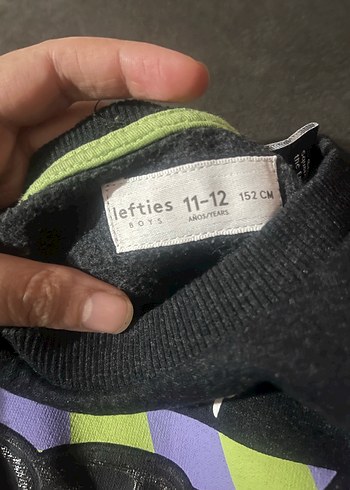 lefties 11-12 152 CM
BOYS AÑOS/YEARS